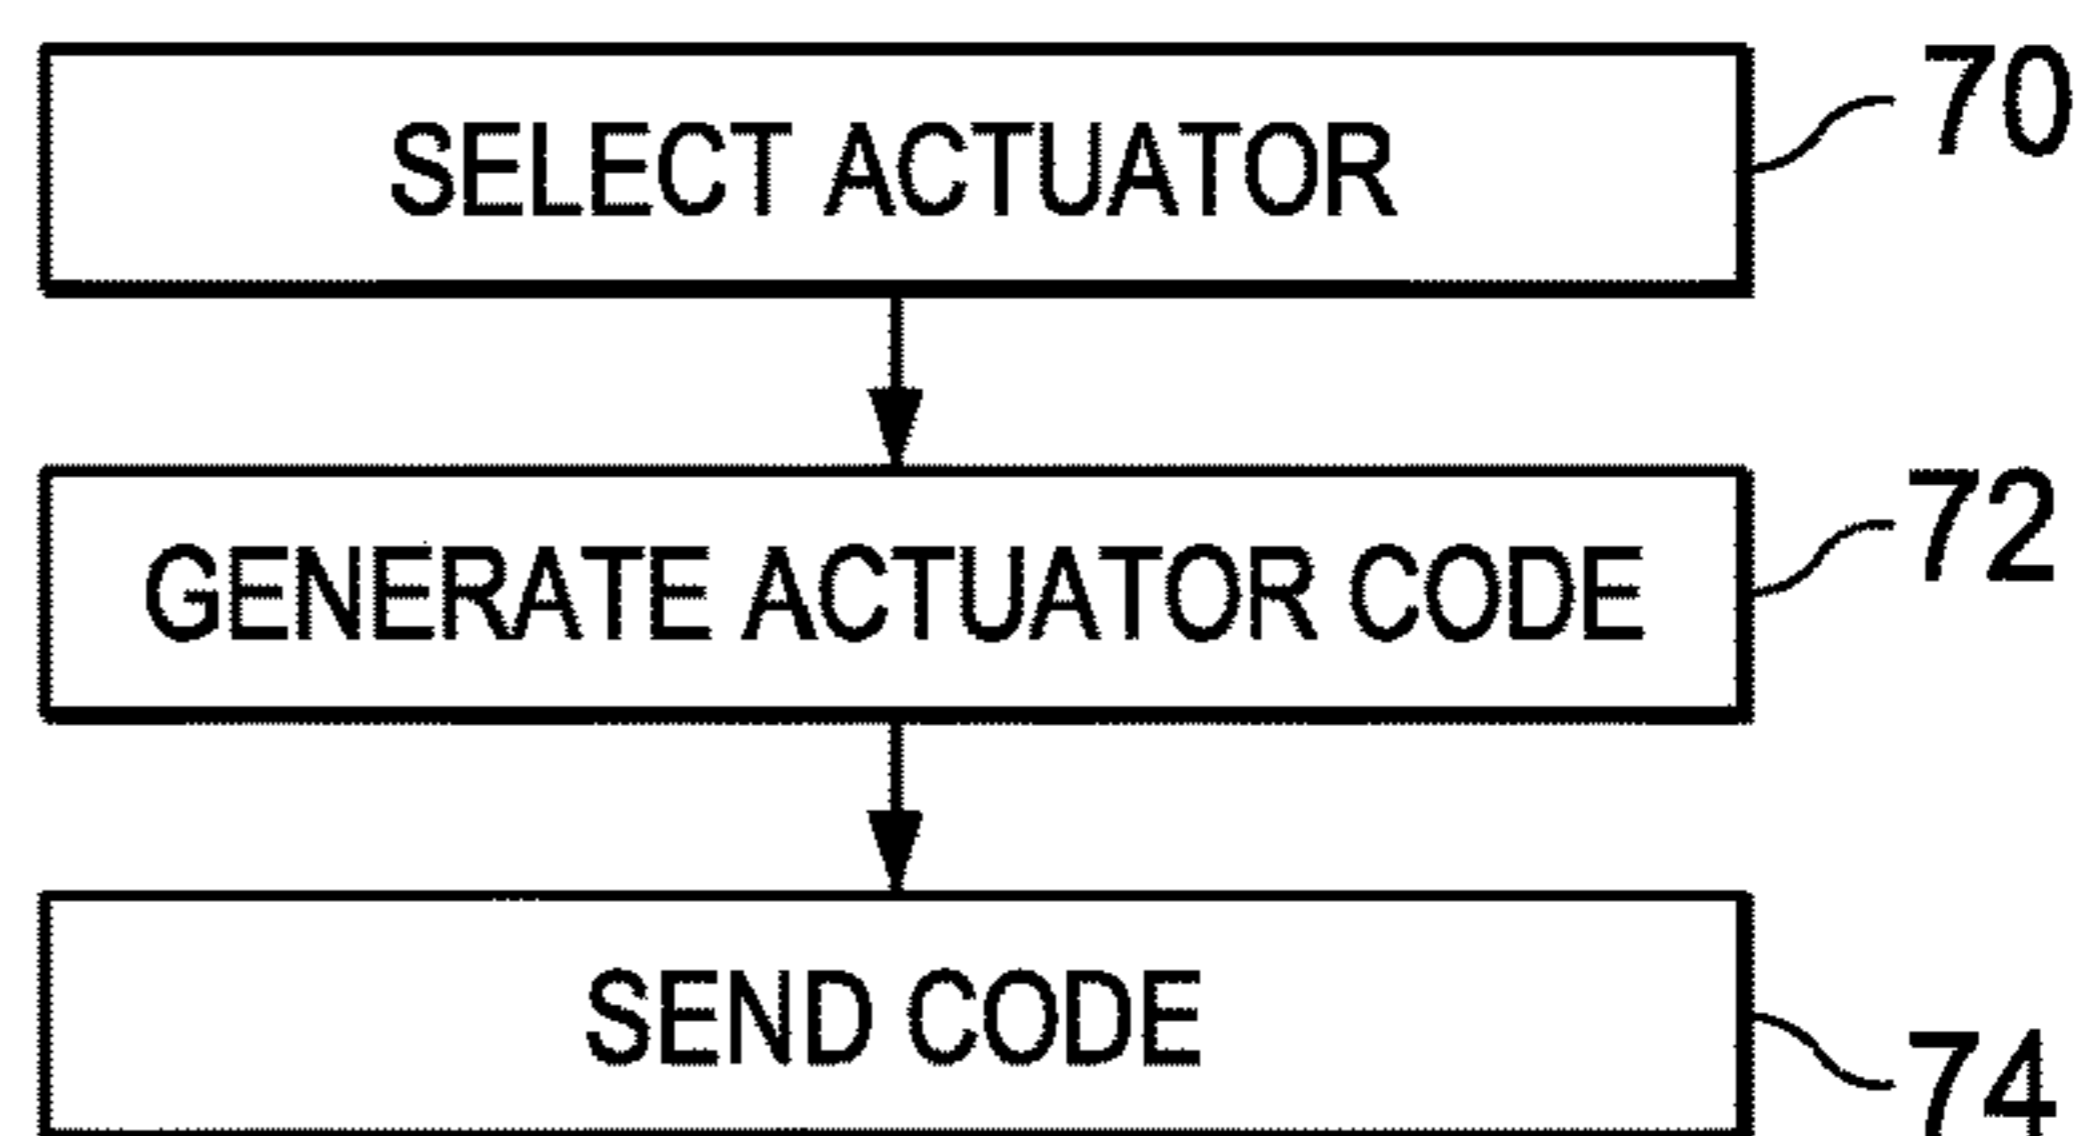 SELECT ACTUATOR 70
GENERATE ACTUATOR CODE 72
SEND CODE 74